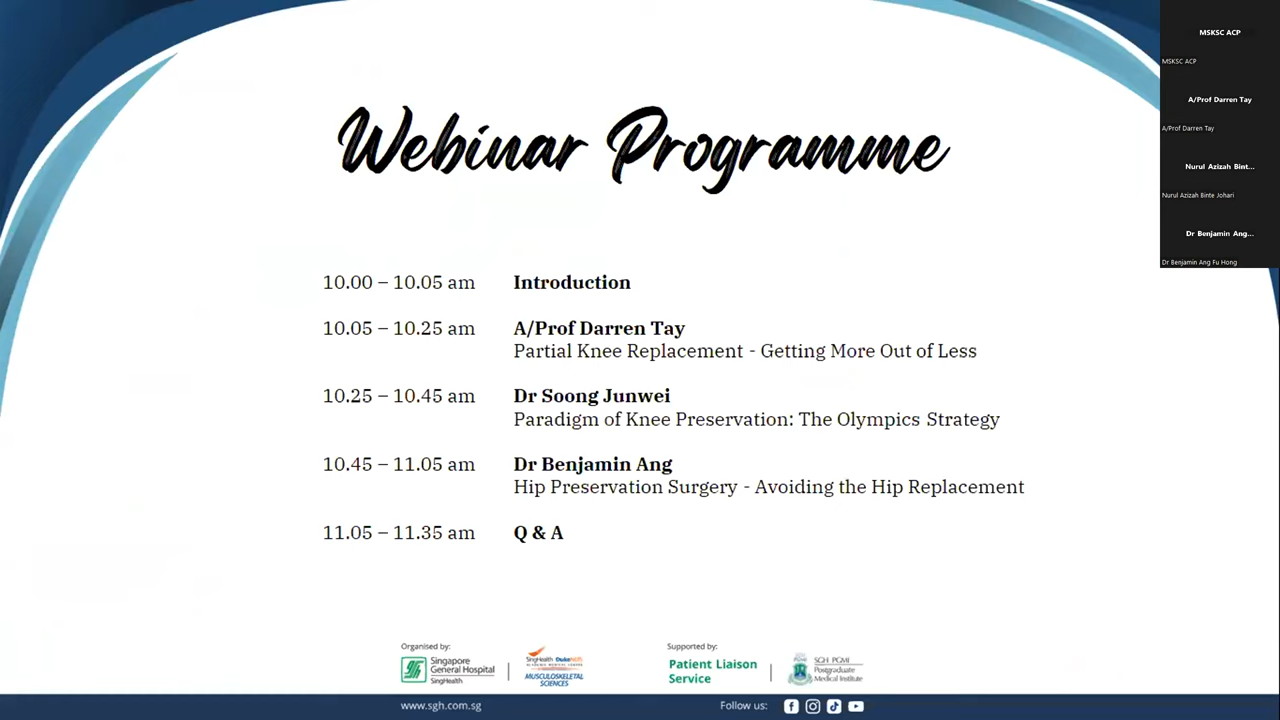 Webinar Programme
10.00 – 10.05 am Introduction
10.05 – 10.25 am A/Prof Darren Tay
Partial Knee Replacement - Getting More Out of Less
10.25 – 10.45 am Dr Soong Junwei
Paradigm of Knee Preservation: The Olympics Strategy
10.45 – 11.05 am Dr Benjamin Ang
Hip Preservation Surgery - Avoiding the Hip Replacement
11.05 – 11.35 am Q & A
Organised by:
Singapore
General Hospital
SingHealth
SingHealth DukeNUS
ACADEMIC MEDICAL CENTRE
MUSCULOSKELETAL
SCIENCES
Supported by:
Patient Liaison
Service
SGH PGMI
Postgraduate
Medical Institute
www.sgh.com.sg
Follow us:
MSKSC ACP
MSKSC ACP
A/Prof Darren Tay
A/Prof Darren Tay
Nurul Azizah Bint...
Nurul Azizah Binte Johari
Dr Benjamin Ang...
Dr Benjamin Ang Fu Hong